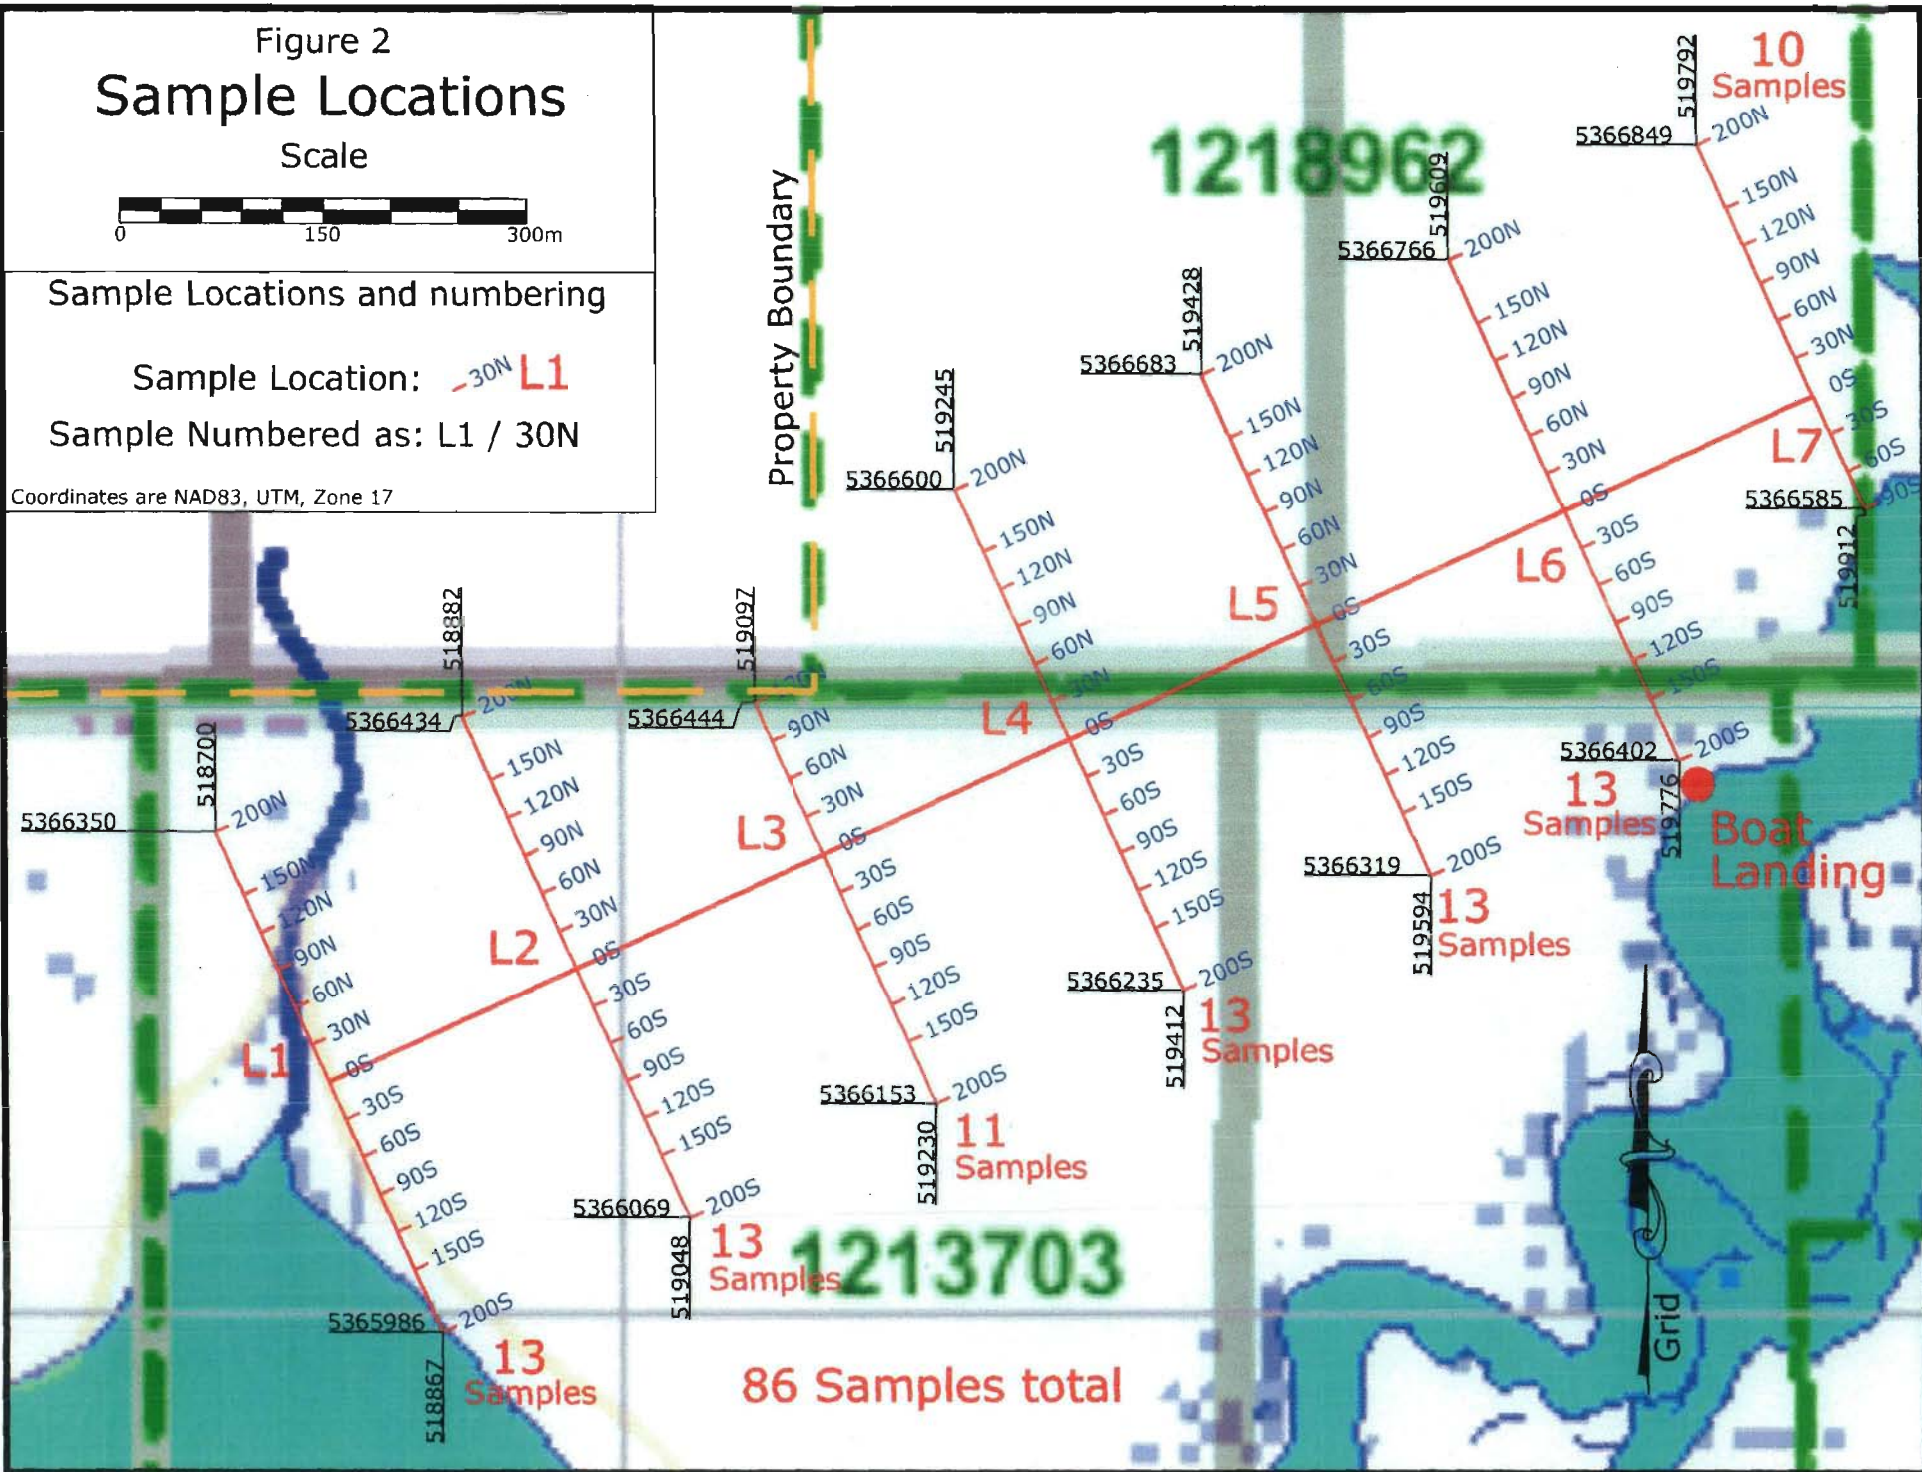 Figure 2
Sample Locations
Scale
0 150 300m
Sample Locations and numbering
Sample Location: 30N L1
Sample Numbered as: L1 / 30N
Coordinates are NAD83, UTM, Zone 17
Property Boundary
1218962
1213703
10
Samples
519792
5366849
200N
150N
120N
90N
60N
30N
0S
30S
60S
90S
L7
5366585
519912
519609
5366766
200N
150N
120N
90N
60N
30N
0S
30S
60S
90S
120S
150S
200S
L6
5366402
519776
13
Samples
Boat
Landing
519428
5366683
200N
150N
120N
90N
60N
30N
0S
30S
60S
90S
120S
150S
200S
L5
5366319
519594
13
Samples
519245
5366600
200N
150N
120N
90N
60N
30N
0S
30S
60S
90S
120S
150S
200S
L4
5366235
519412
13
Samples
519097
5366444
90N
60N
30N
0S
30S
60S
90S
120S
150S
200S
L3
5366153
519230
11
Samples
518882
5366434
200N
150N
120N
90N
60N
30N
0S
30S
60S
90S
120S
150S
200S
L2
5366069
519048
13
Samples
518700
5366350
200N
150N
120N
90N
60N
30N
0S
30S
60S
90S
120S
150S
200S
L1
5365986
518867
13
Samples
86 Samples total
Grid